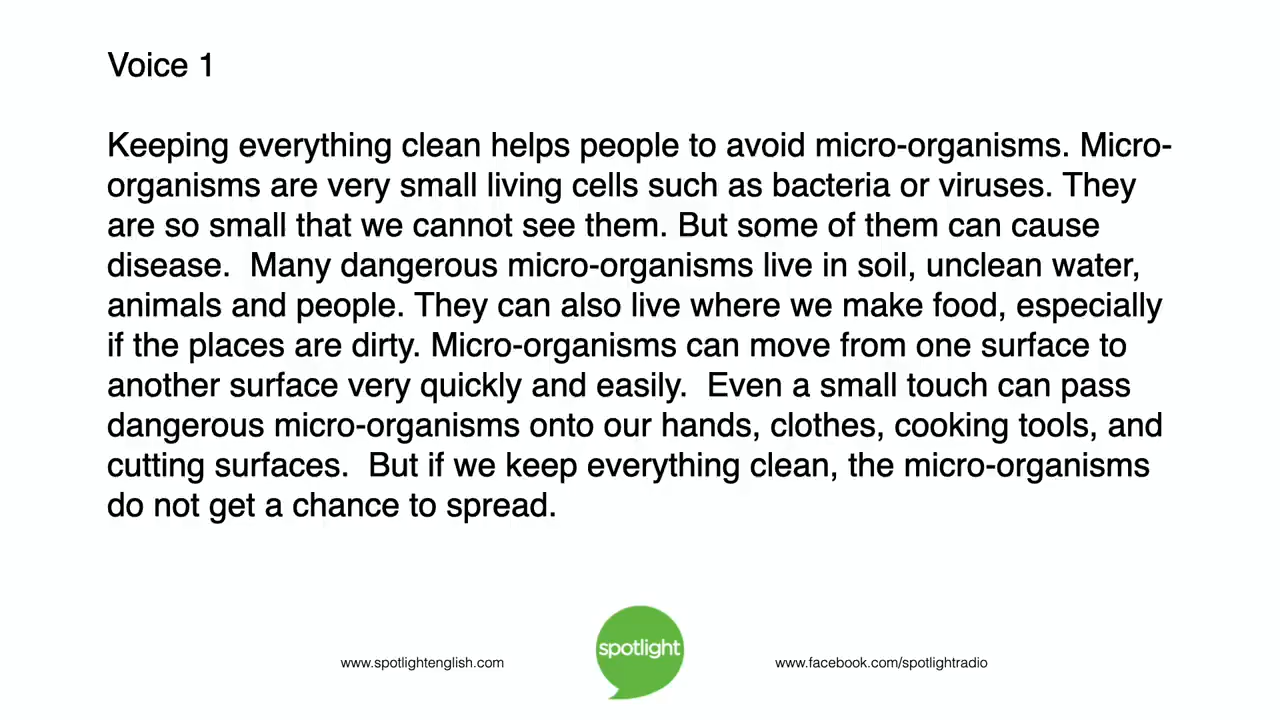 Voice 1
Keeping everything clean helps people to avoid micro-organisms. Micro-
organisms are very small living cells such as bacteria or viruses. They
are so small that we cannot see them. But some of them can cause
disease.  Many dangerous micro-organisms live in soil, unclean water,
animals and people. They can also live where we make food, especially
if the places are dirty. Micro-organisms can move from one surface to
another surface very quickly and easily.  Even a small touch can pass
dangerous micro-organisms onto our hands, clothes, cooking tools, and
cutting surfaces.  But if we keep everything clean, the micro-organisms
do not get a chance to spread.
www.spotlightenglish.com
spotlight
www.facebook.com/spotlightradio